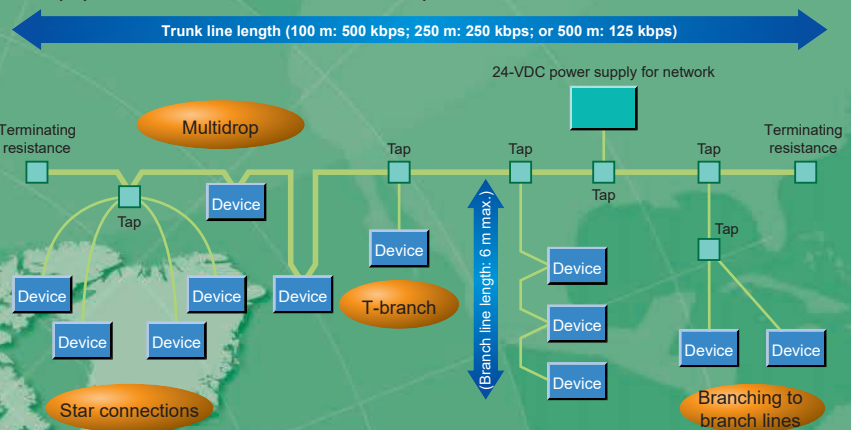 Trunk line length (100 m: 500 kbps; 250 m: 250 kbps; or 500 m: 125 kbps)
24-VDC power supply for network
Terminating
resistance
Multidrop
Tap
Tap
Tap
Terminating
resistance
Tap
Tap
Device
Tap
Device
(Branch line length: 6 m max.)
Device
Device
Device
Device
T-branch
Device
Device
Device
Device
Device
Device
Star connections
Device
Branching to
branch lines